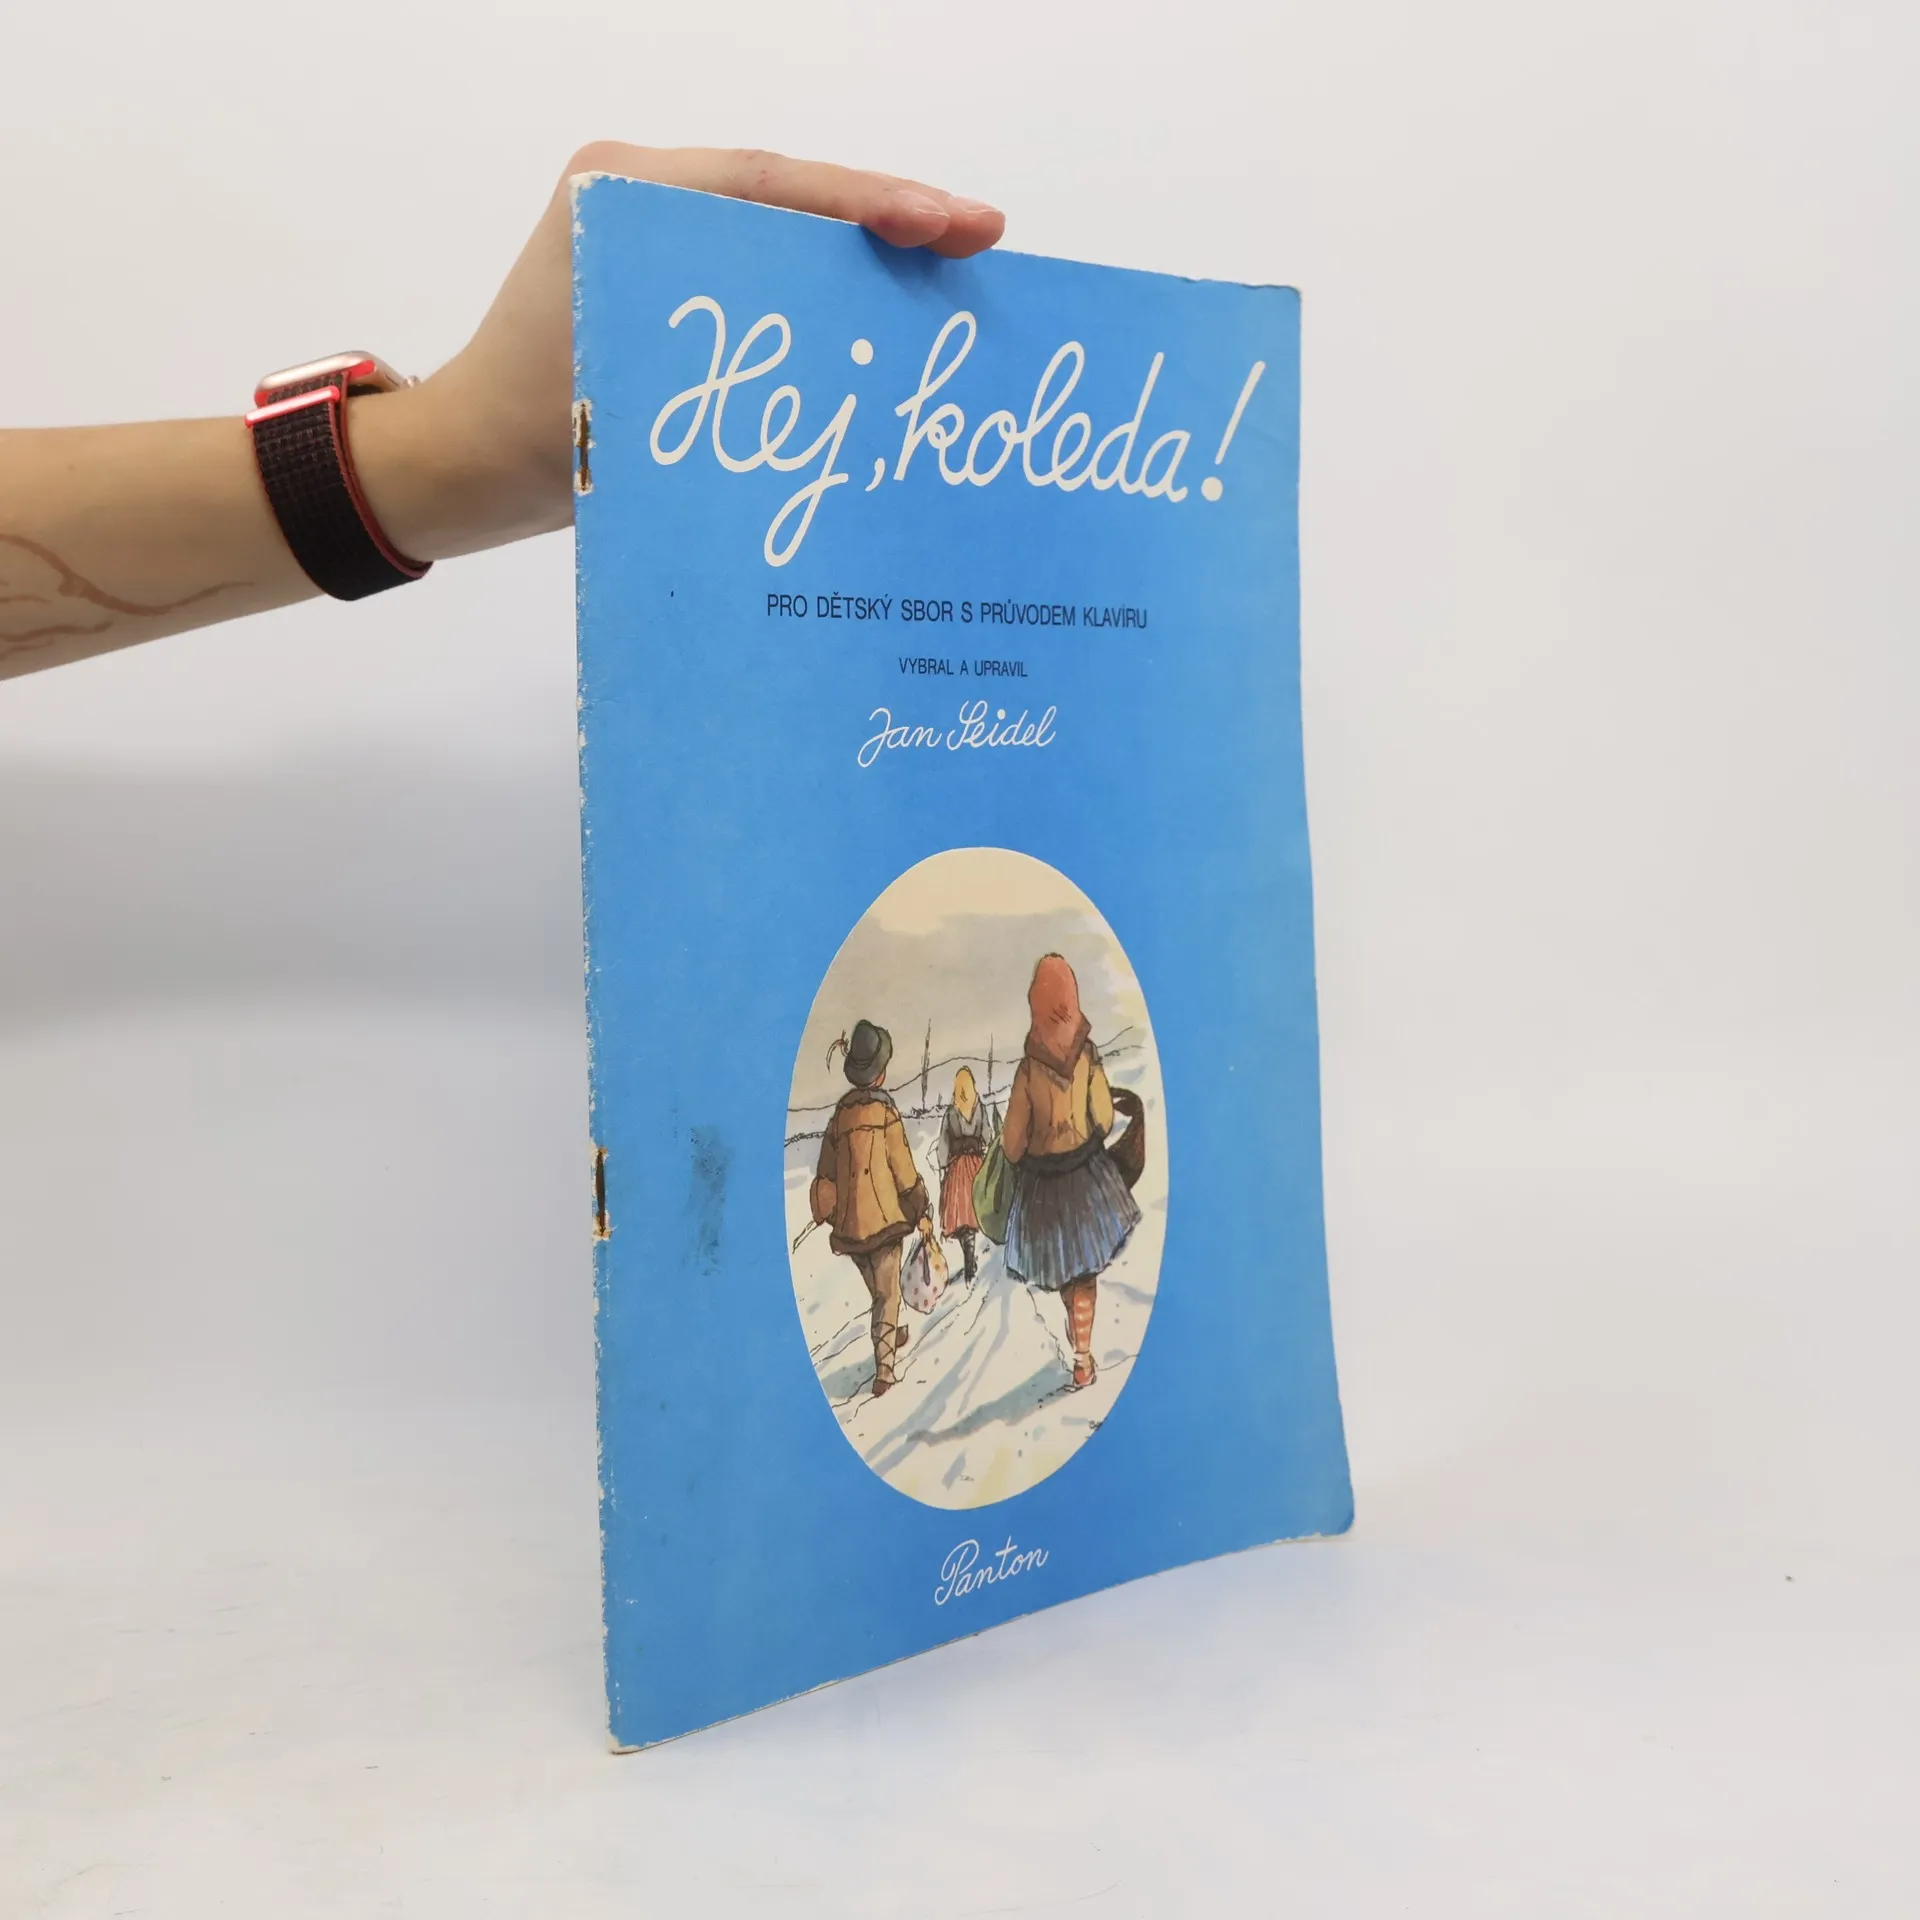 Hej, koleda!
PRO DĚTSKÝ SBOR S PRŮVODEM KLAVÍRU
VYBRAL A UPRAVIL
Jan Seidel
Panton